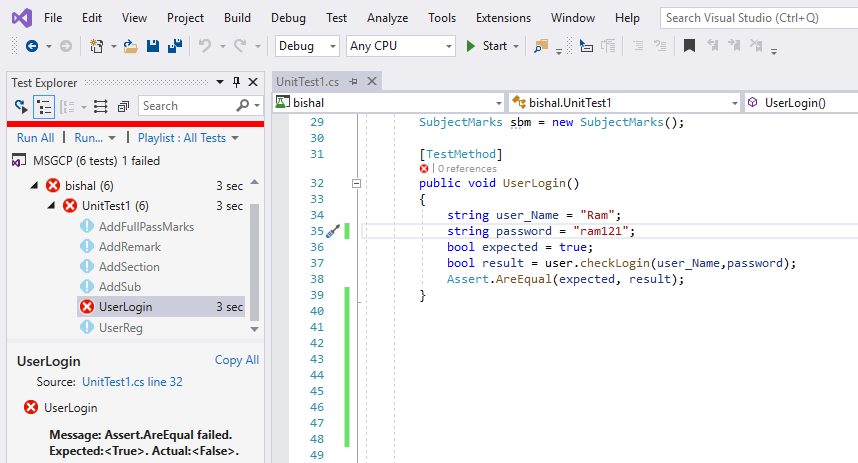 File Edit View Project Build Debug Test Analyze Tools Extensions Window Help Search Visual Studio (Ctrl+Q)
Debug Any CPU Start
Test Explorer
Search
Run All Run... Playlist : All Tests
MSGCP (6 tests) 1 failed
bishal (6) 3 sec
UnitTest1 (6) 3 sec
AddFullPassMarks
AddRemark
AddSection
AddSub
UserLogin 3 sec
UserReg
UserLogin Copy All
Source: UnitTest1.cs line 32
UserLogin
Message: Assert.AreEqual failed.
Expected:<True>. Actual:<False>.
UnitTest1.cs
bishal bishal.UnitTest1 UserLogin()
29 SubjectMarks sbm = new SubjectMarks();
30
31 [TestMethod]
0 references
32 public void UserLogin()
33 {
34 string user_Name = "Ram";
35 string password = "ram121";
36 bool expected = true;
37 bool result = user.checkLogin(user_Name,password);
38 Assert.AreEqual(expected, result);
39 }
40
41
42
43
44
45
46
47
48
49